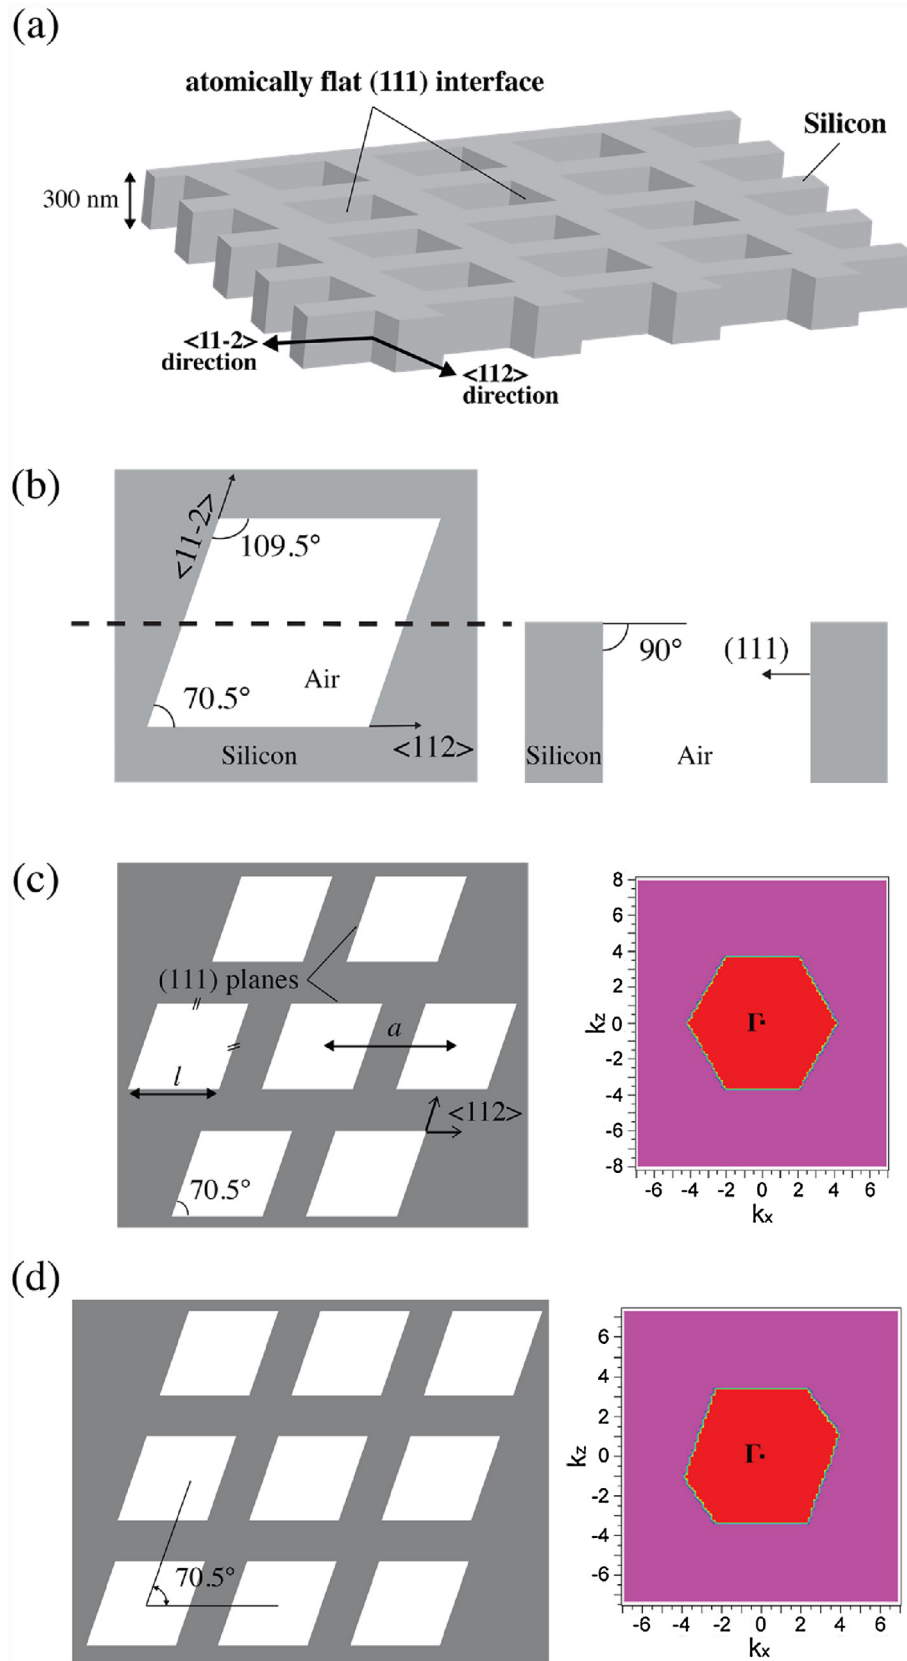 (a)
atomically flat (111) interface
Silicon
300 nm
<11-2>
direction
<112>
direction
(b)
<11-2>
109.5°
70.5°
Air
Silicon
<112>
90°
(111)
Silicon
Air
(c)
(111) planes
a
l
<112>
70.5°
8
6
4
2
0
-2
-4
-6
-8
kz
Γ
-6 -4 -2 0 2 4 6
kx
(d)
70.5°
6
4
2
0
-2
-4
-6
kz
Γ
-6 -4 -2 0 2 4 6
kx